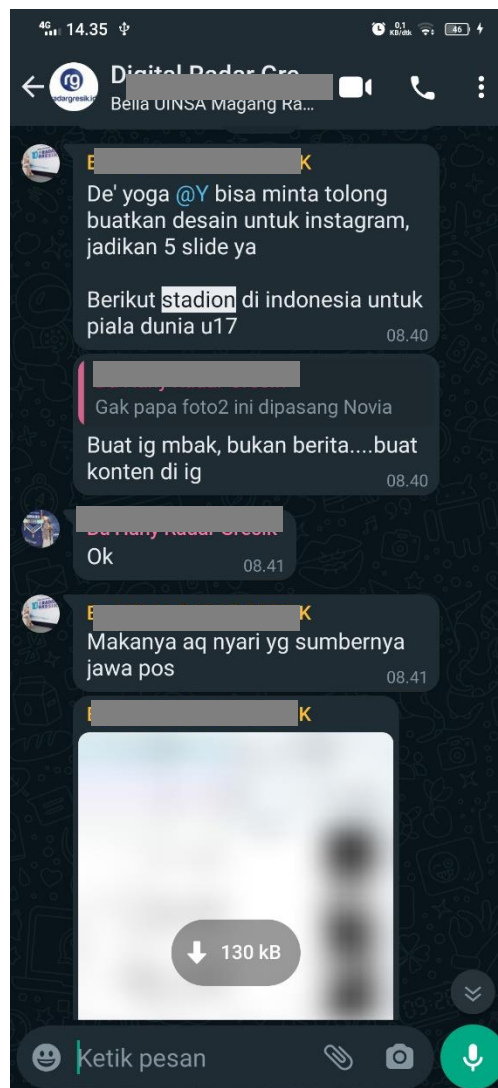 4G 14.35
0,1 KB/dtk 46
rg
adargresik.id
Bella UINSA Magang Ra...
K
De' yoga @Y bisa minta tolong
buatkan desain untuk instagram,
jadikan 5 slide ya
Berikut stadion di indonesia untuk
piala dunia u17
08.40
Gak papa foto2 ini dipasang Novia
Buat ig mbak, bukan berita....buat
konten di ig
08.40
Ok
08.41
K
Makanya aq nyari yg sumbernya
jawa pos
08.41
K
130 kB
Ketik pesan